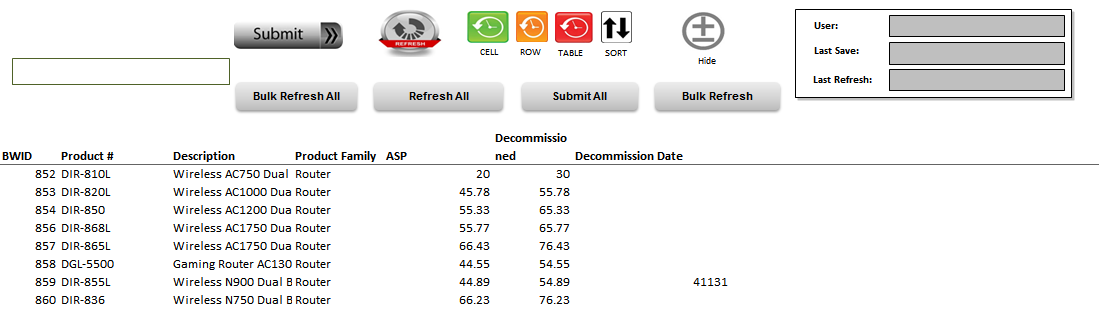 Submit
REFRESH
CELL ROW TABLE SORT
Hide
User:
Last Save:
Last Refresh:
Bulk Refresh All Refresh All Submit All Bulk Refresh
BWID Product # Description Product Family ASP Decommissio
ned Decommission Date
852 DIR-810L Wireless AC750 Dual Router 20 30
853 DIR-820L Wireless AC1000 Dua Router 45.78 55.78
854 DIR-850 Wireless AC1200 Dua Router 55.33 65.33
856 DIR-868L Wireless AC1750 Dua Router 55.77 65.77
857 DIR-865L Wireless AC1750 Dua Router 66.43 76.43
858 DGL-5500 Gaming Router AC130 Router 44.55 54.55
859 DIR-855L Wireless N900 Dual B Router 44.89 54.89 41131
860 DIR-836 Wireless N750 Dual B Router 66.23 76.23